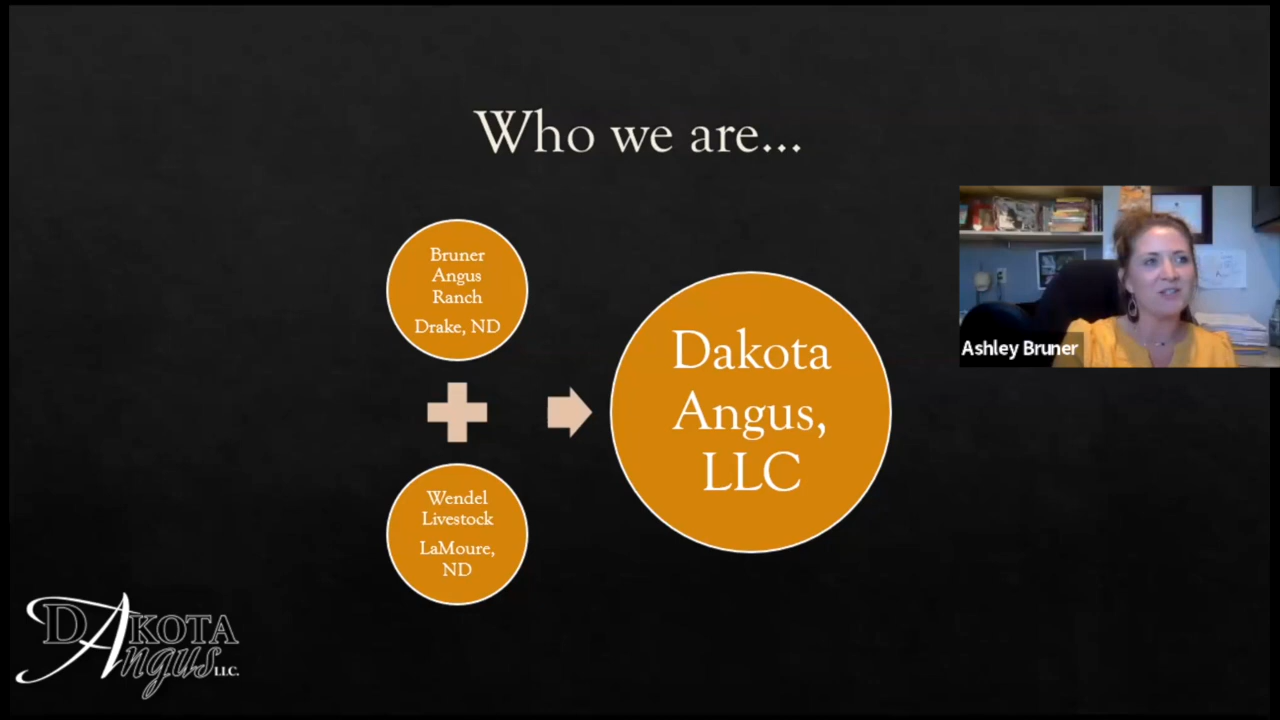 Who we are...
Bruner
Angus
Ranch
Drake, ND
Wendel
Livestock
LaMoure,
ND
Dakota
Angus,
LLC
Ashley Bruner
DAKOTA
Angus LLC.